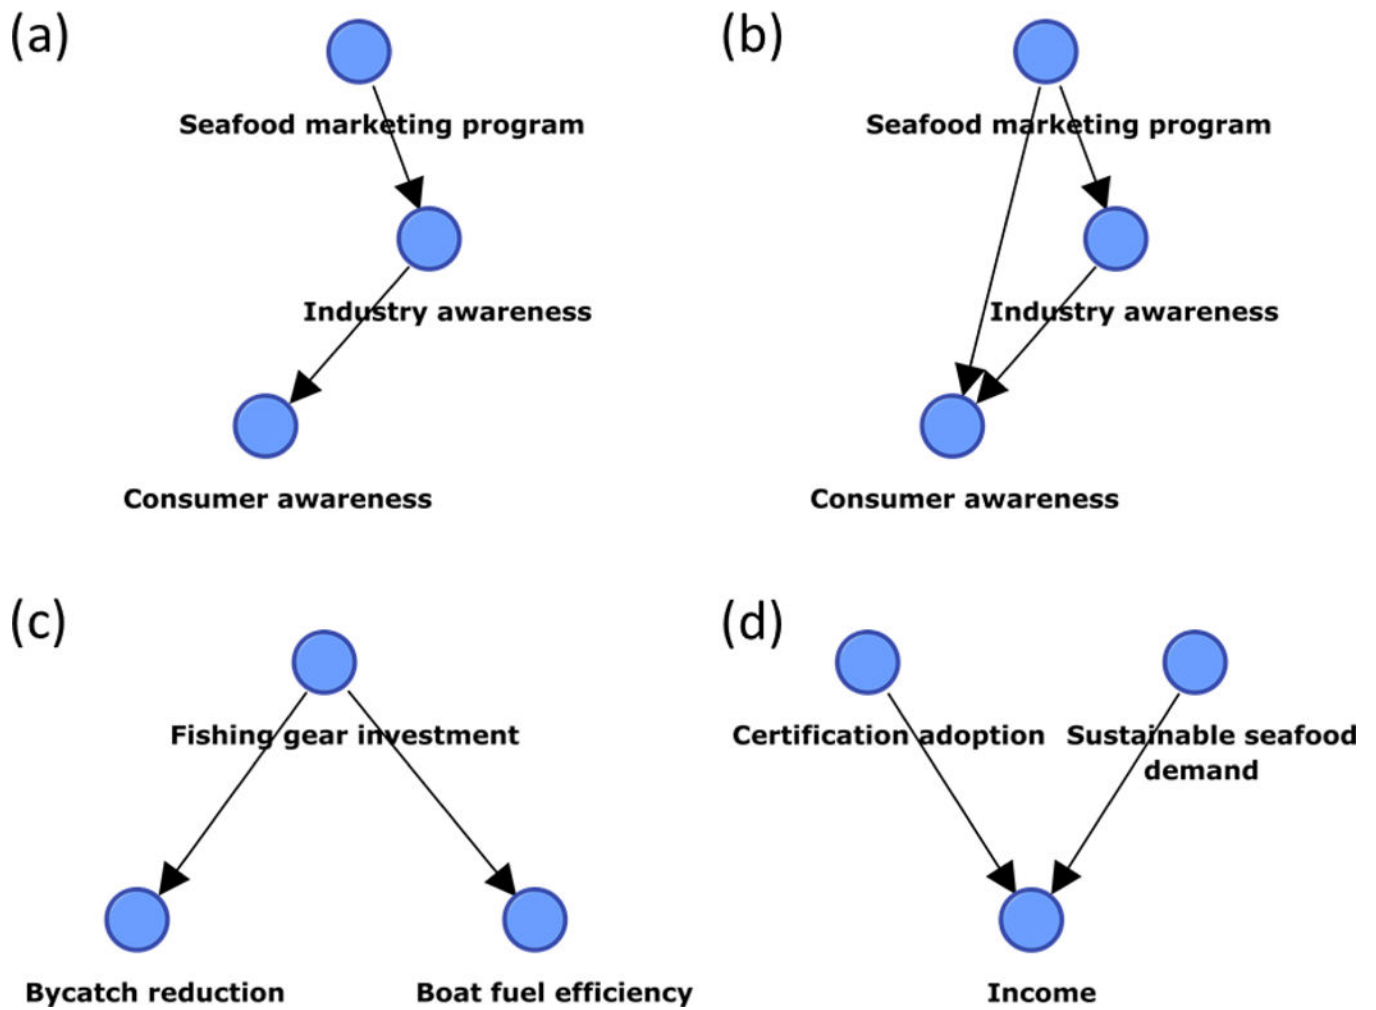 (a)
Seafood marketing program
Industry awareness
Consumer awareness
(b)
Seafood marketing program
Industry awareness
Consumer awareness
(c)
Fishing gear investment
Bycatch reduction
Boat fuel efficiency
(d)
Certification adoption
Sustainable seafood
demand
Income